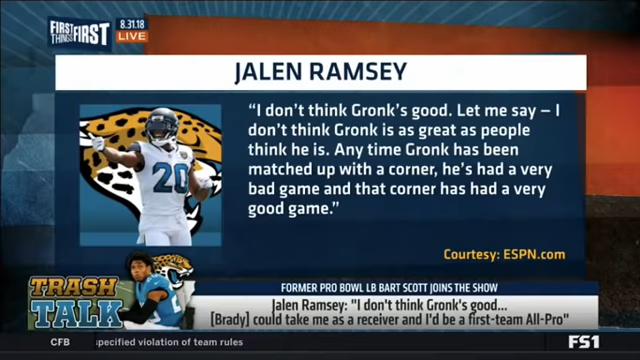 FIRST
THINGS
FIRST
8.31.18
LIVE
JALEN RAMSEY
“I don’t think Gronk’s good. Let me say – I
don’t think Gronk is as great as people
think he is. Any time Gronk has been
matched up with a corner, he’s had a very
bad game and that corner has had a very
good game.”
20
Courtesy: ESPN.com
TRASH
TALK
FORMER PRO BOWL LB BART SCOTT JOINS THE SHOW
Jalen Ramsey: "I don't think Gronk's good...
[Brady] could take me as a receiver and I'd be a first-team All-Pro"
CFB
specified violation of team rules
FS1